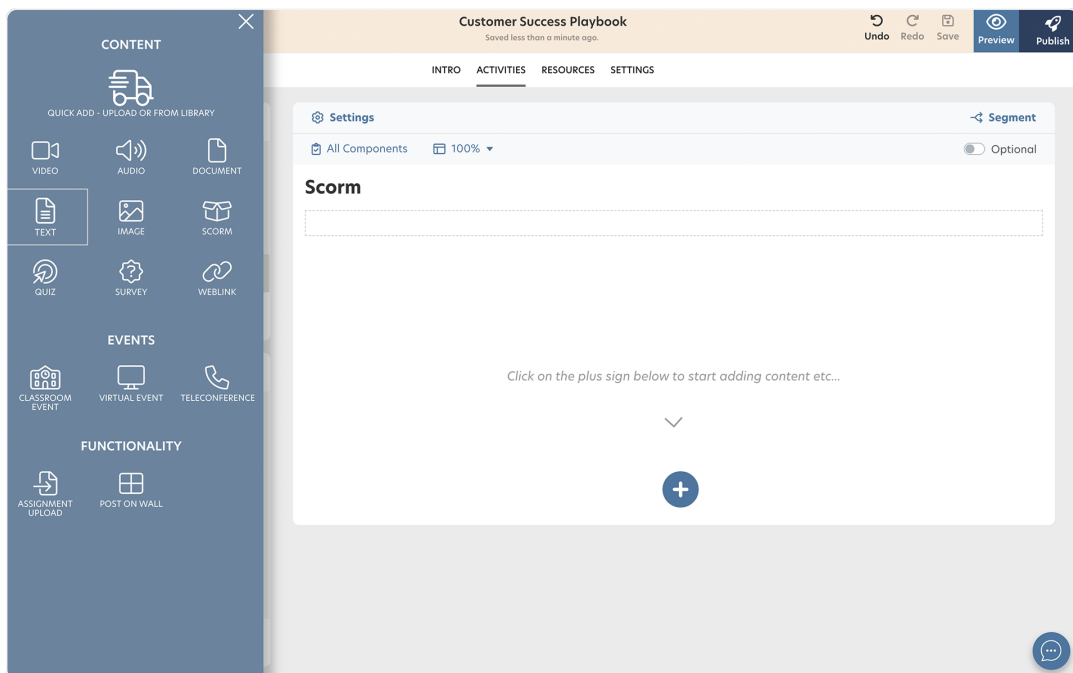 CONTENT
QUICK ADD - UPLOAD OR FROM LIBRARY
VIDEO
AUDIO
DOCUMENT
TEXT
IMAGE
SCORM
QUIZ
SURVEY
WEBLINK
EVENTS
CLASSROOM
EVENT
VIRTUAL EVENT
TELECONFERENCE
FUNCTIONALITY
ASSIGNMENT
UPLOAD
POST ON WALL
Customer Success Playbook
Saved less than a minute ago.
Undo
Redo
Save
Preview
Publish
INTRO
ACTIVITIES
RESOURCES
SETTINGS
Settings
Segment
All Components
100%
Optional
Scorm
Click on the plus sign below to start adding content etc...